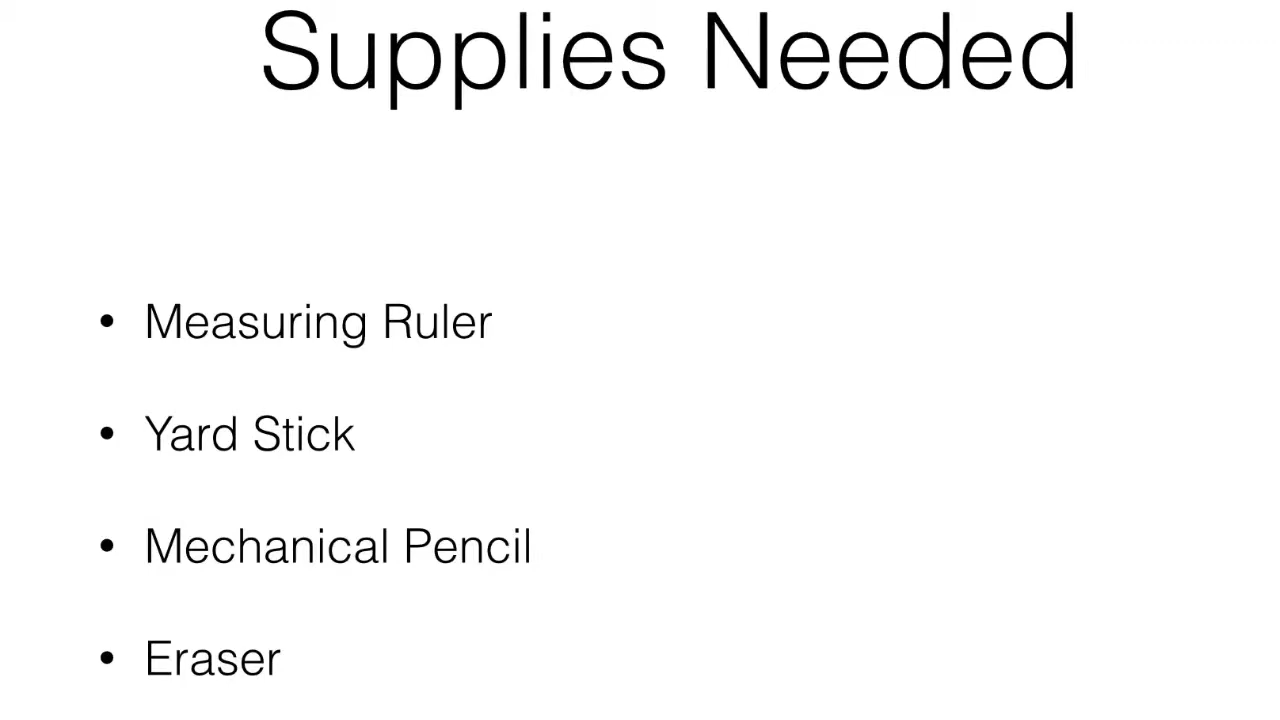 Supplies Needed
• Measuring Ruler
• Yard Stick
• Mechanical Pencil
• Eraser